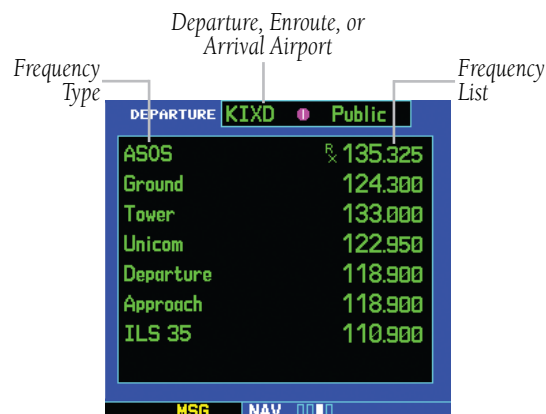 Departure, Enroute, or
Arrival Airport
Frequency
Type
Frequency
List
DEPARTURE KIXD Public
ASOS Rx 135.325
Ground 124.300
Tower 133.000
Unicom 122.950
Departure 118.900
Approach 118.900
ILS 35 110.900
MSG NAV